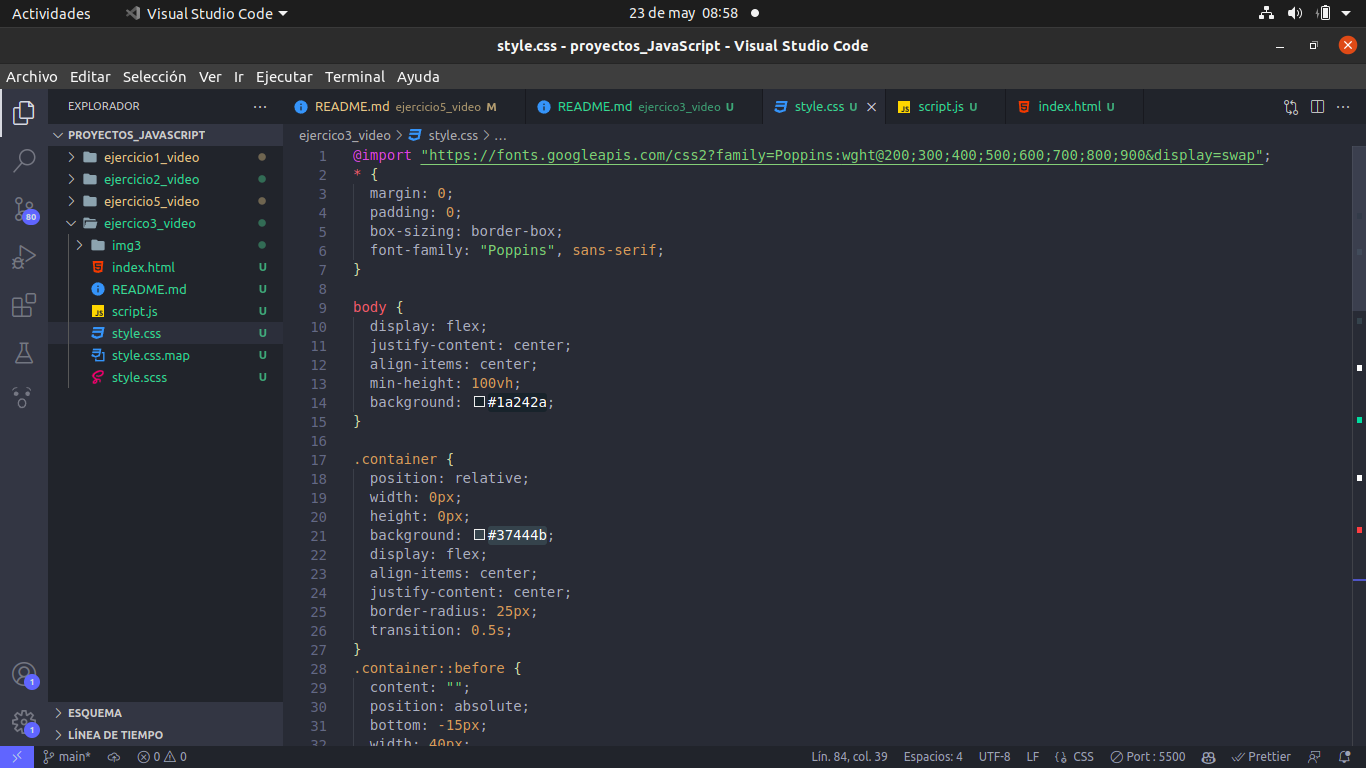 Actividades Visual Studio Code 23 de may 08:58
style.css - proyectos_JavaScript - Visual Studio Code
Archivo Editar Selección Ver Ir Ejecutar Terminal Ayuda
EXPLORADOR ···
PROYECTOS_JAVASCRIPT
ejercicio1_video
ejercicio2_video
ejercicio5_video
ejercico3_video
img3
index.html U
README.md U
script.js U
style.css U
style.css.map U
style.scss U
ESQUEMA
LÍNEA DE TIEMPO
80
1
1
README.md ejercicio5_video M README.md ejercico3_video U style.css U script.js U index.html U ···
ejercico3_video > style.css > ...
1 @import "https://fonts.googleapis.com/css2?family=Poppins:wght@200;300;400;500;600;700;800;900&display=swap";
2 * {
3 margin: 0;
4 padding: 0;
5 box-sizing: border-box;
6 font-family: "Poppins", sans-serif;
7 }
8
9 body {
10 display: flex;
11 justify-content: center;
12 align-items: center;
13 min-height: 100vh;
14 background: #1a242a;
15 }
16
17 .container {
18 position: relative;
19 width: 0px;
20 height: 0px;
21 background: #37444b;
22 display: flex;
23 align-items: center;
24 justify-content: center;
25 border-radius: 25px;
26 transition: 0.5s;
27 }
28 .container::before {
29 content: "";
30 position: absolute;
31 bottom: -15px;
32 width: 40px;
main* 0 0 Lín. 84, col. 39 Espacios: 4 UTF-8 LF CSS Port : 5500 Prettier